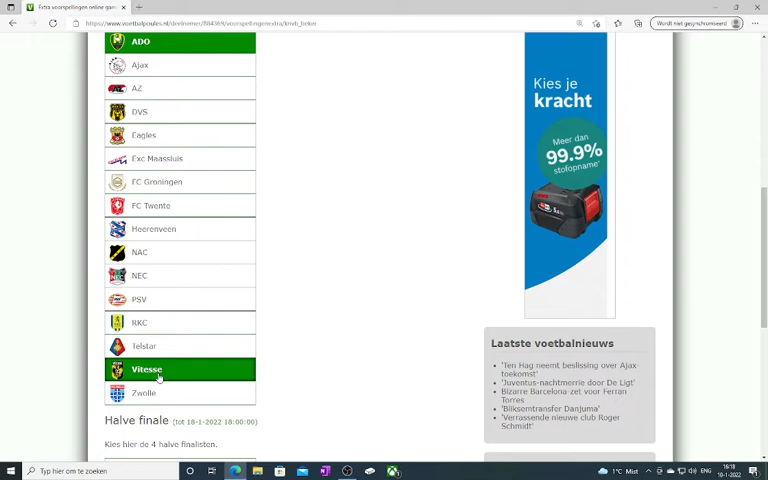 Extra voorspellingen online gam
https://www.voetbalpoules.nl/deelnemer/884369/voorspellingenextra/knvb_beker
Wordt niet gesynchroniseerd
ADO
Ajax
AZ
DVS
Eagles
Exc Maassluis
FC Groningen
FC Twente
Heerenveen
NAC
NEC
PSV
RKC
Telstar
Vitesse
Zwolle
Halve finale (tot 18-1-2022 18:00:00)
Kies hier de 4 halve finalisten.
Kies je
kracht
Meer dan
99.9%
stofopname*
Laatste voetbalnieuws
'Ten Hag neemt beslissing over Ajax
toekomst'
'Juventus-nachtmerrie door De Ligt'
Bizarre Barcelona-zet voor Ferran
Torres
'Bliksemtransfer Danjuma'
'Verrassende nieuwe club Roger
Schmidt'
Typ hier om te zoeken
1°C Mist
16:18
18-1-2022